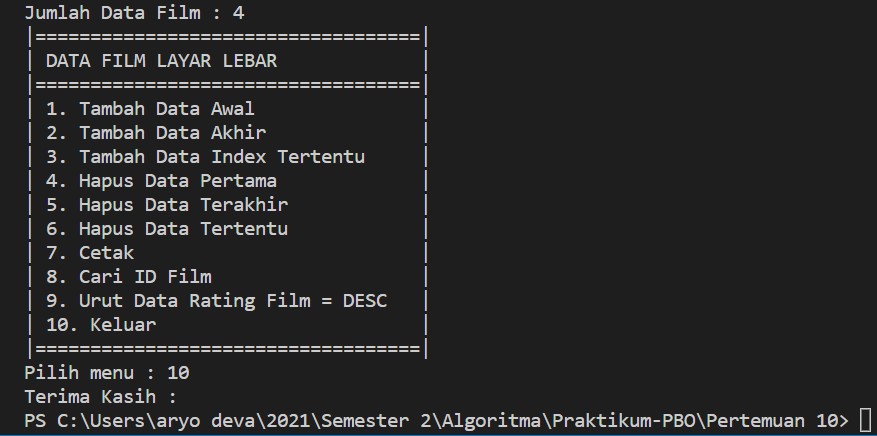 Jumlah Data Film : 4
|===================================|
| DATA FILM LAYAR LEBAR             |
|===================================|
| 1. Tambah Data Awal               |
| 2. Tambah Data Akhir              |
| 3. Tambah Data Index Tertentu     |
| 4. Hapus Data Pertama             |
| 5. Hapus Data Terakhir            |
| 6. Hapus Data Tertentu            |
| 7. Cetak                          |
| 8. Cari ID Film                   |
| 9. Urut Data Rating Film = DESC   |
| 10. Keluar                        |
|===================================|
Pilih menu : 10
Terima Kasih :
PS C:\Users\aryo deva\2021\Semester 2\Algoritma\Praktikum-PBO\Pertemuan 10>